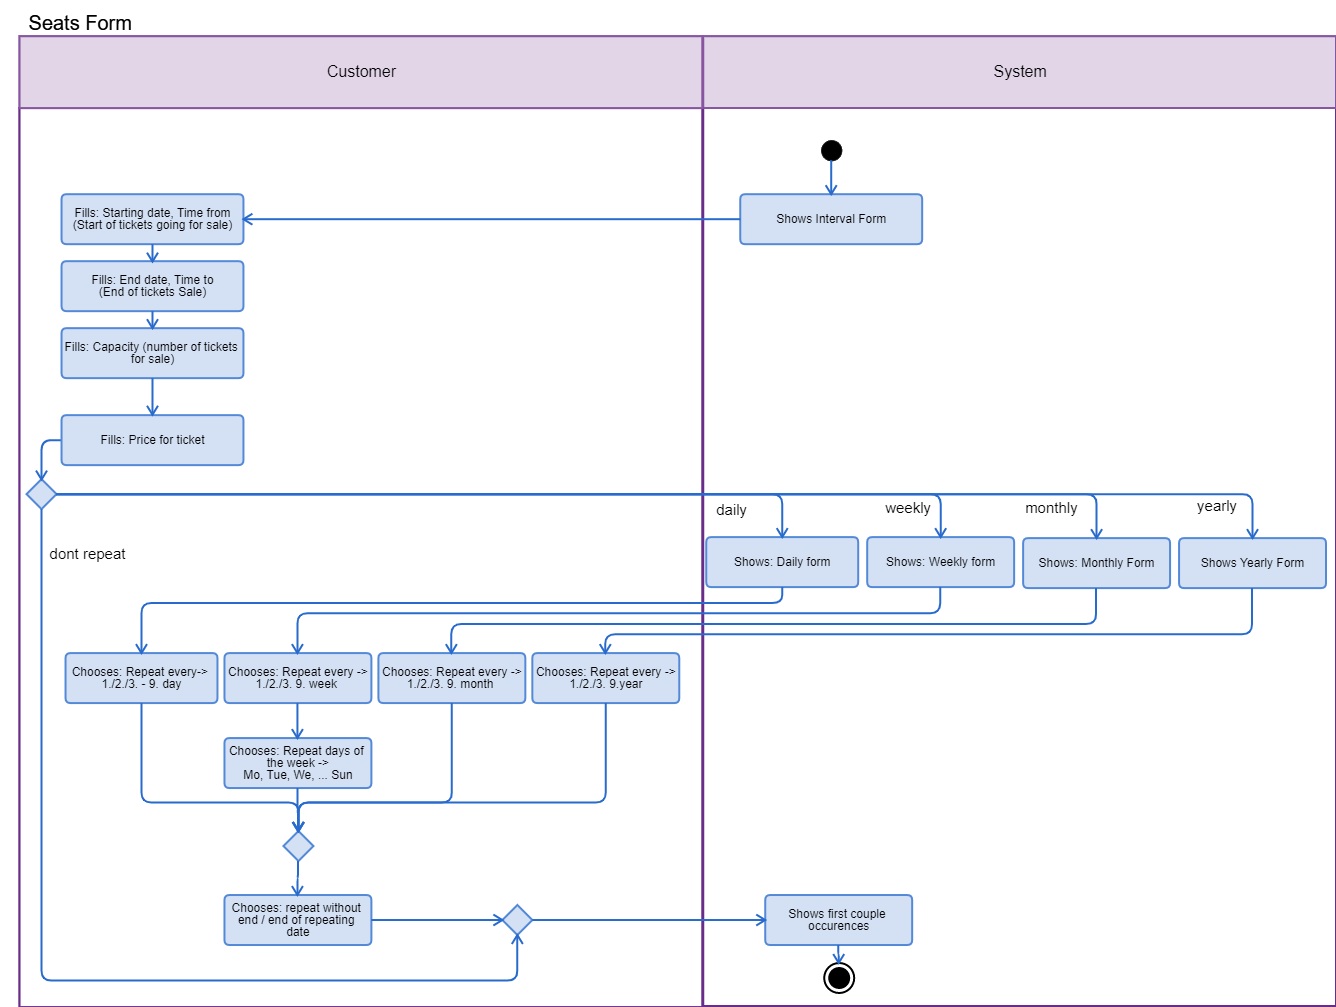 Seats Form
Customer
System
Shows Interval Form
Fills: Starting date, Time from
(Start of tickets going for sale)
Fills: End date, Time to
(End of tickets Sale)
Fills: Capacity (number of tickets
for sale)
Fills: Price for ticket
daily
weekly
monthly
yearly
dont repeat
Shows: Daily form
Shows: Weekly form
Shows: Monthly Form
Shows Yearly Form
Chooses: Repeat every->
1./2./3. - 9. day
Chooses: Repeat every ->
1./2./3. 9. week
Chooses: Repeat every ->
1./2./3. 9. month
Chooses: Repeat every ->
1./2./3. 9.year
Chooses: Repeat days of
the week ->
Mo, Tue, We, ... Sun
Chooses: repeat without
end / end of repeating
date
Shows first couple
occurences